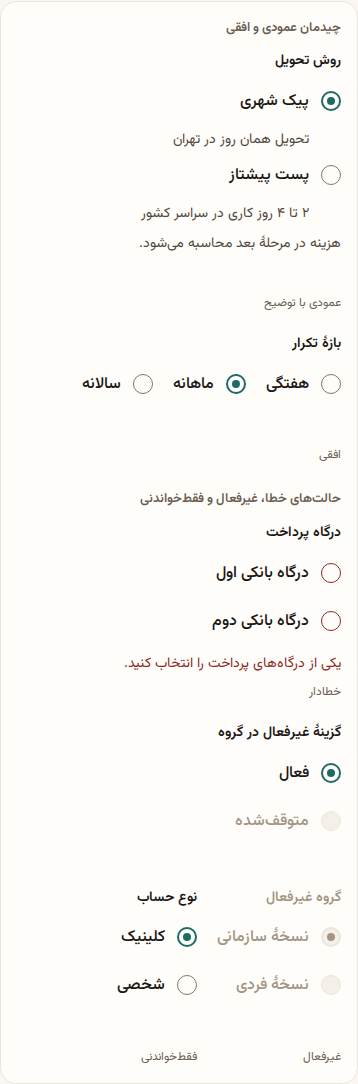 چیدمان عمودی و افقی
روش تحویل
پیک شهری
تحویل همان روز در تهران
پست پیشتاز
۲ تا ۴ روز کاری در سراسر کشور
هزینه در مرحلهٔ بعد محاسبه می‌شود.
عمودی با توضیح
بازهٔ تکرار
هفتگی ماهانه سالانه
افقی
حالت‌های خطا، غیرفعال و فقط‌خواندنی
درگاه پرداخت
درگاه بانکی اول
درگاه بانکی دوم
یکی از درگاه‌های پرداخت را انتخاب کنید.
خطادار
گزینهٔ غیرفعال در گروه
فعال
متوقف‌شده
گروه غیرفعال
نسخهٔ سازمانی
نسخهٔ فردی
غیرفعال
نوع حساب
کلینیک
شخصی
فقط‌خواندنی